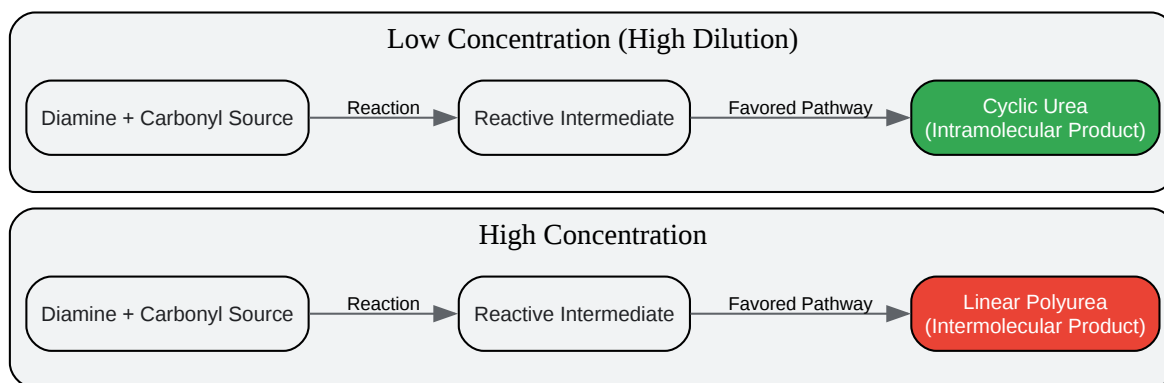 Low Concentration (High Dilution)
Diamine + Carbonyl Source
Reaction
Reactive Intermediate
Favored Pathway
Cyclic Urea
(Intramolecular Product)
High Concentration
Diamine + Carbonyl Source
Reaction
Reactive Intermediate
Favored Pathway
Linear Polyurea
(Intermolecular Product)